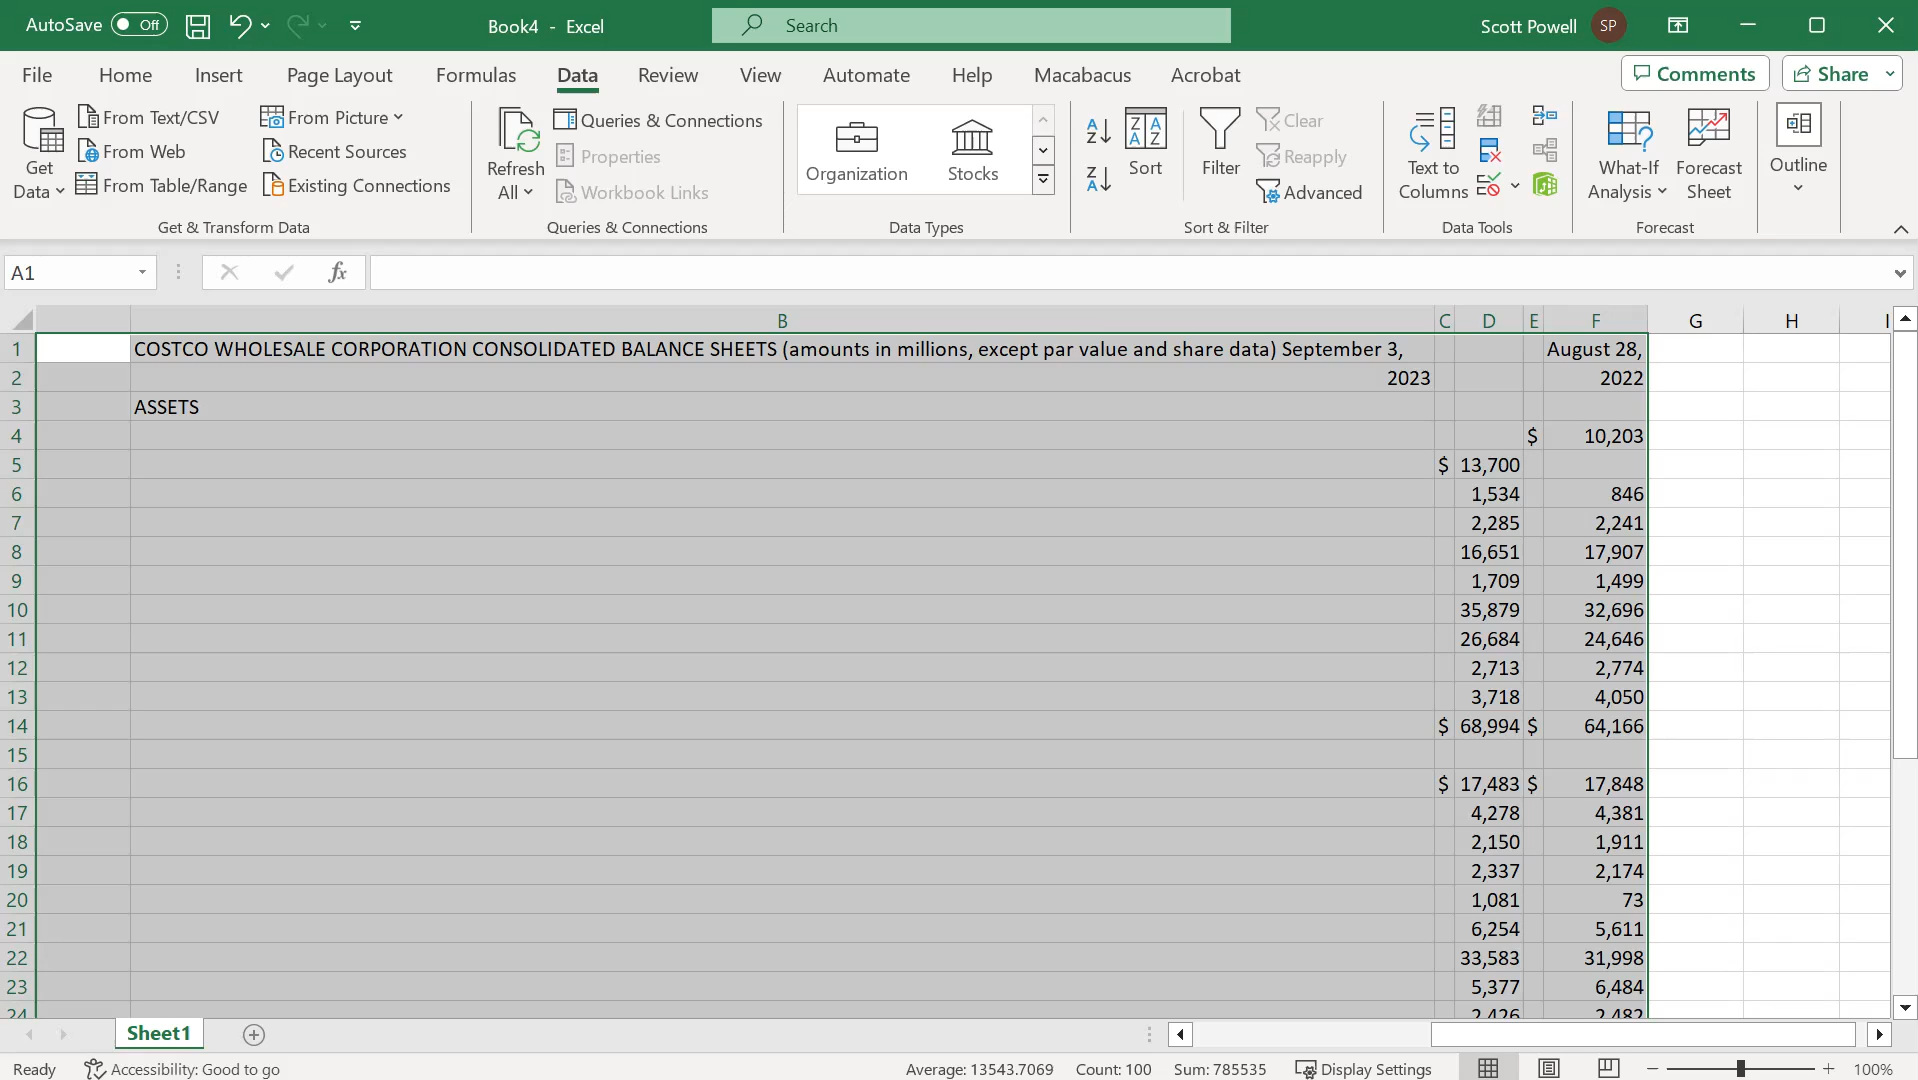 AutoSave Off Book4 - Excel Search Scott Powell SP
File Home Insert Page Layout Formulas Data Review View Automate Help Macabacus Acrobat Comments Share
Get Data
From Text/CSV
From Web
From Table/Range
From Picture
Recent Sources
Existing Connections
Get & Transform Data
Refresh All
Queries & Connections
Properties
Workbook Links
Queries & Connections
Organization
Stocks
Data Types
Sort
Filter
Clear
Reapply
Advanced
Sort & Filter
Text to Columns
Data Tools
What-If Analysis
Forecast Sheet
Forecast
Outline
A1 fx
B C D E F G H I
1 COSTCO WHOLESALE CORPORATION CONSOLIDATED BALANCE SHEETS (amounts in millions, except par value and share data) September 3, August 28,
2 2023 2022
3 ASSETS
4 $ 10,203
5 $ 13,700
6 1,534 846
7 2,285 2,241
8 16,651 17,907
9 1,709 1,499
10 35,879 32,696
11 26,684 24,646
12 2,713 2,774
13 3,718 4,050
14 $ 68,994 $ 64,166
15
16 $ 17,483 $ 17,848
17 4,278 4,381
18 2,150 1,911
19 2,337 2,174
20 1,081 73
21 6,254 5,611
22 33,583 31,998
23 5,377 6,484
24 2,426 2,482
Sheet1
Ready Accessibility: Good to go Average: 13543.7069 Count: 100 Sum: 785535 Display Settings 100%